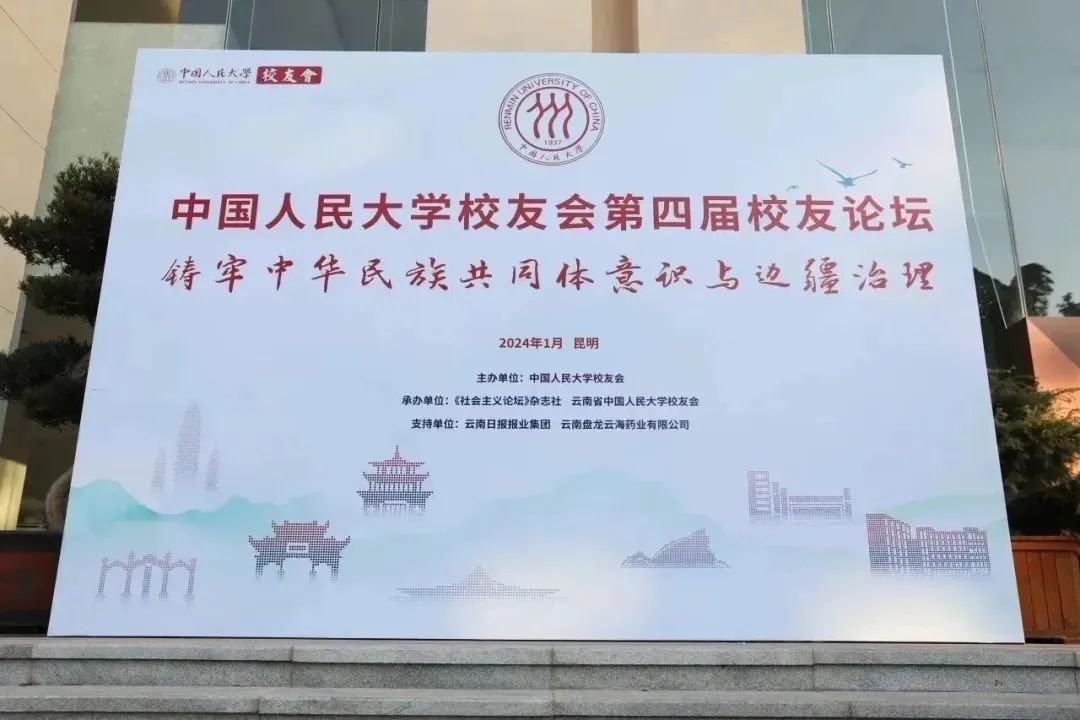 中国人民大学 校友會
RENMIN UNIVERSITY OF CHINA
RENMIN UNIVERSITY OF CHINA
1937
中国人民大学
中国人民大学校友会第四届校友论坛
铸牢中华民族共同体意识与边疆治理
2024年1月 昆明
主办单位：中国人民大学校友会
承办单位：《社会主义论坛》杂志社 云南省中国人民大学校友会
支持单位：云南日报报业集团 云南盘龙云海药业有限公司